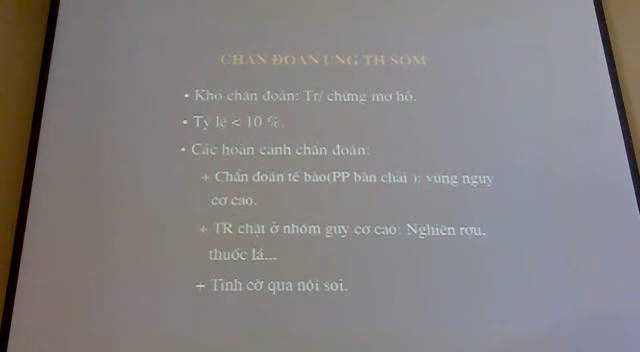 CHẨN ĐOÁN UNG TH SỚM
• Khó chẩn đoán: Tr/ chứng mơ hồ.
• Tỷ lệ < 10 %.
• Các hoàn cảnh chẩn đoán:
+ Chẩn đoán tế bào(PP bàn chải ): vùng nguy
cơ cao.
+ TR chất ở nhóm guy cơ cao: Nghiện rợu,
thuốc lá...
+ Tình cờ qua nội soi.